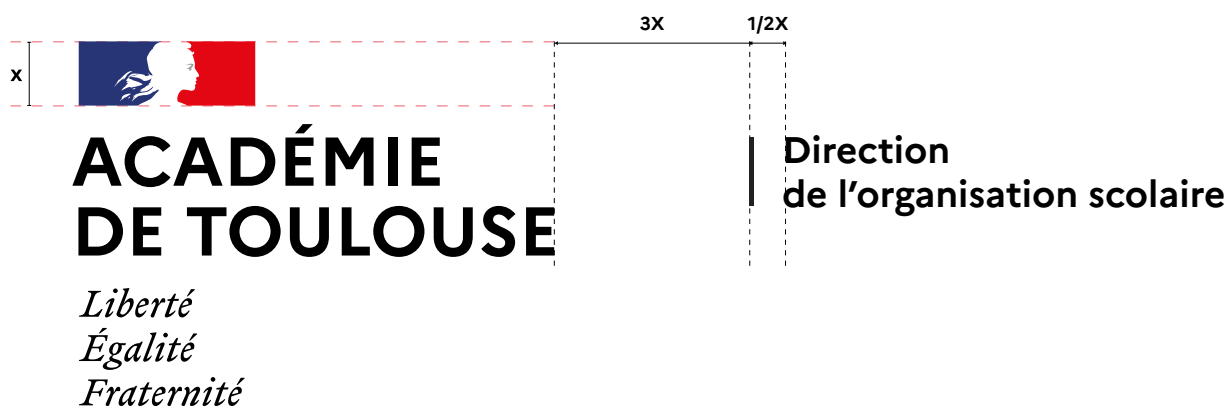 3X
1/2X
X
ACADÉMIE
DE TOULOUSE
Liberté
Égalité
Fraternité
Direction
de l’organisation scolaire